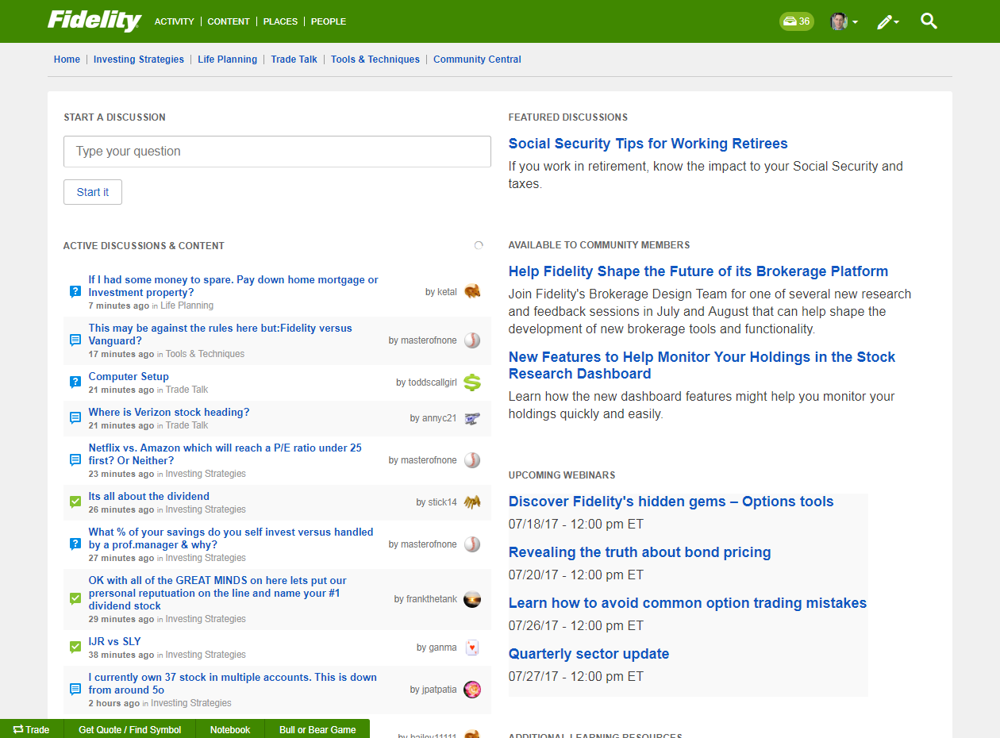 Fidelity ACTIVITY CONTENT PLACES PEOPLE 36
Home Investing Strategies Life Planning Trade Talk Tools & Techniques Community Central
START A DISCUSSION
Type your question
Start it
ACTIVE DISCUSSIONS & CONTENT
If I had some money to spare. Pay down home mortgage or
Investment property?
7 minutes ago in Life Planning
by ketal
This may be against the rules here but:Fidelity versus
Vanguard?
17 minutes ago in Tools & Techniques
by masterofnone
Computer Setup
21 minutes ago in Trade Talk
by toddscallgirl
Where is Verizon stock heading?
21 minutes ago in Trade Talk
by annyc21
Netflix vs. Amazon which will reach a P/E ratio under 25
first? Or Neither?
23 minutes ago in Investing Strategies
by masterofnone
Its all about the dividend
26 minutes ago in Investing Strategies
by stick14
What % of your savings do you self invest versus handled
by a prof.manager & why?
27 minutes ago in Investing Strategies
by masterofnone
OK with all of the GREAT MINDS on here lets put our
prersonal reputuation on the line and name your #1
dividend stock
29 minutes ago in Investing Strategies
by frankthetank
IJR vs SLY
38 minutes ago in Investing Strategies
by ganma
I currently own 37 stock in multiple accounts. This is down
from around 5o
2 hours ago in Investing Strategies
by jpatpatia
by bailey11111
FEATURED DISCUSSIONS
Social Security Tips for Working Retirees
If you work in retirement, know the impact to your Social Security and
taxes.
AVAILABLE TO COMMUNITY MEMBERS
Help Fidelity Shape the Future of its Brokerage Platform
Join Fidelity's Brokerage Design Team for one of several new research
and feedback sessions in July and August that can help shape the
development of new brokerage tools and functionality.
New Features to Help Monitor Your Holdings in the Stock
Research Dashboard
Learn how the new dashboard features might help you monitor your
holdings quickly and easily.
UPCOMING WEBINARS
Discover Fidelity's hidden gems – Options tools
07/18/17 - 12:00 pm ET
Revealing the truth about bond pricing
07/20/17 - 12:00 pm ET
Learn how to avoid common option trading mistakes
07/26/17 - 12:00 pm ET
Quarterly sector update
07/27/17 - 12:00 pm ET
ADDITIONAL LEARNING RESOURCES
Trade Get Quote / Find Symbol Notebook Bull or Bear Game